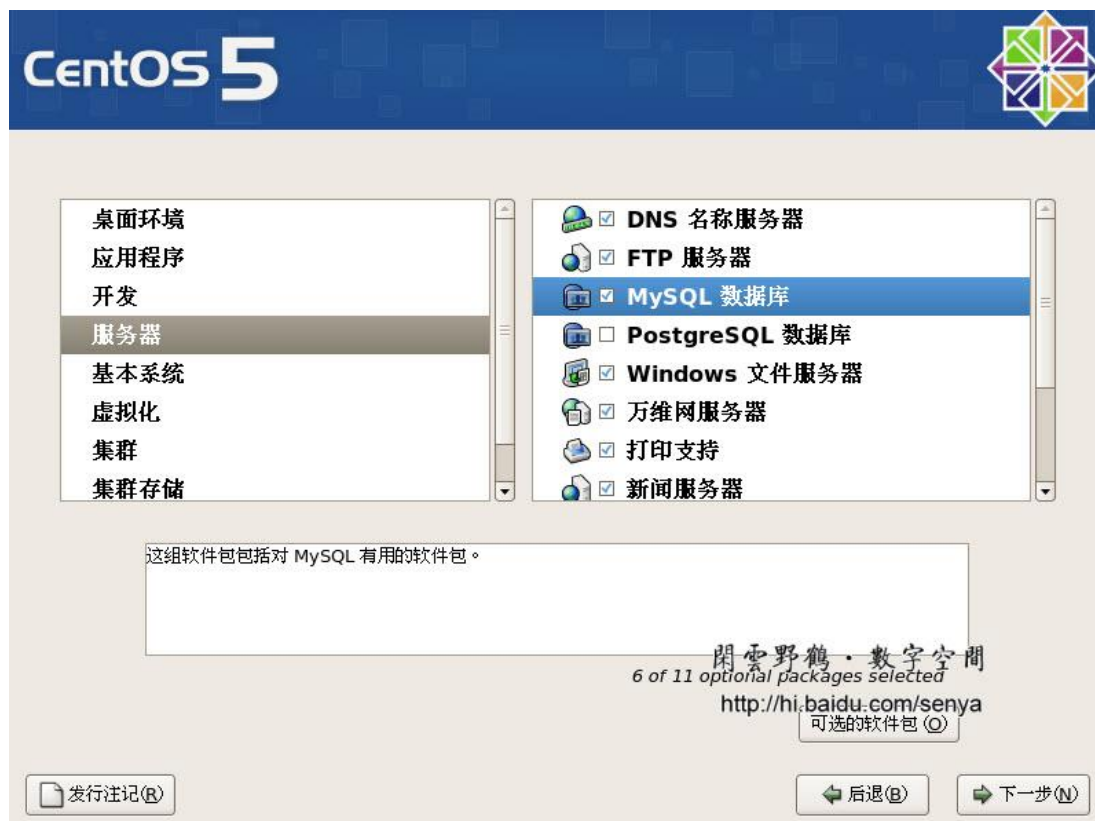 CentOS 5
桌面环境
应用程序
开发
服务器
基本系统
虚拟化
集群
集群存储
DNS 名称服务器
FTP 服务器
MySQL 数据库
PostgreSQL 数据库
Windows 文件服务器
万维网服务器
打印支持
新闻服务器
这组软件包包括对 MySQL 有用的软件包。
閑雲野鶴・數字空間
6 of 11 optional packages selected
http://hi.baidu.com/senya
可选的软件包(O)
发行注记(R)
后退(B)
下一步(N)